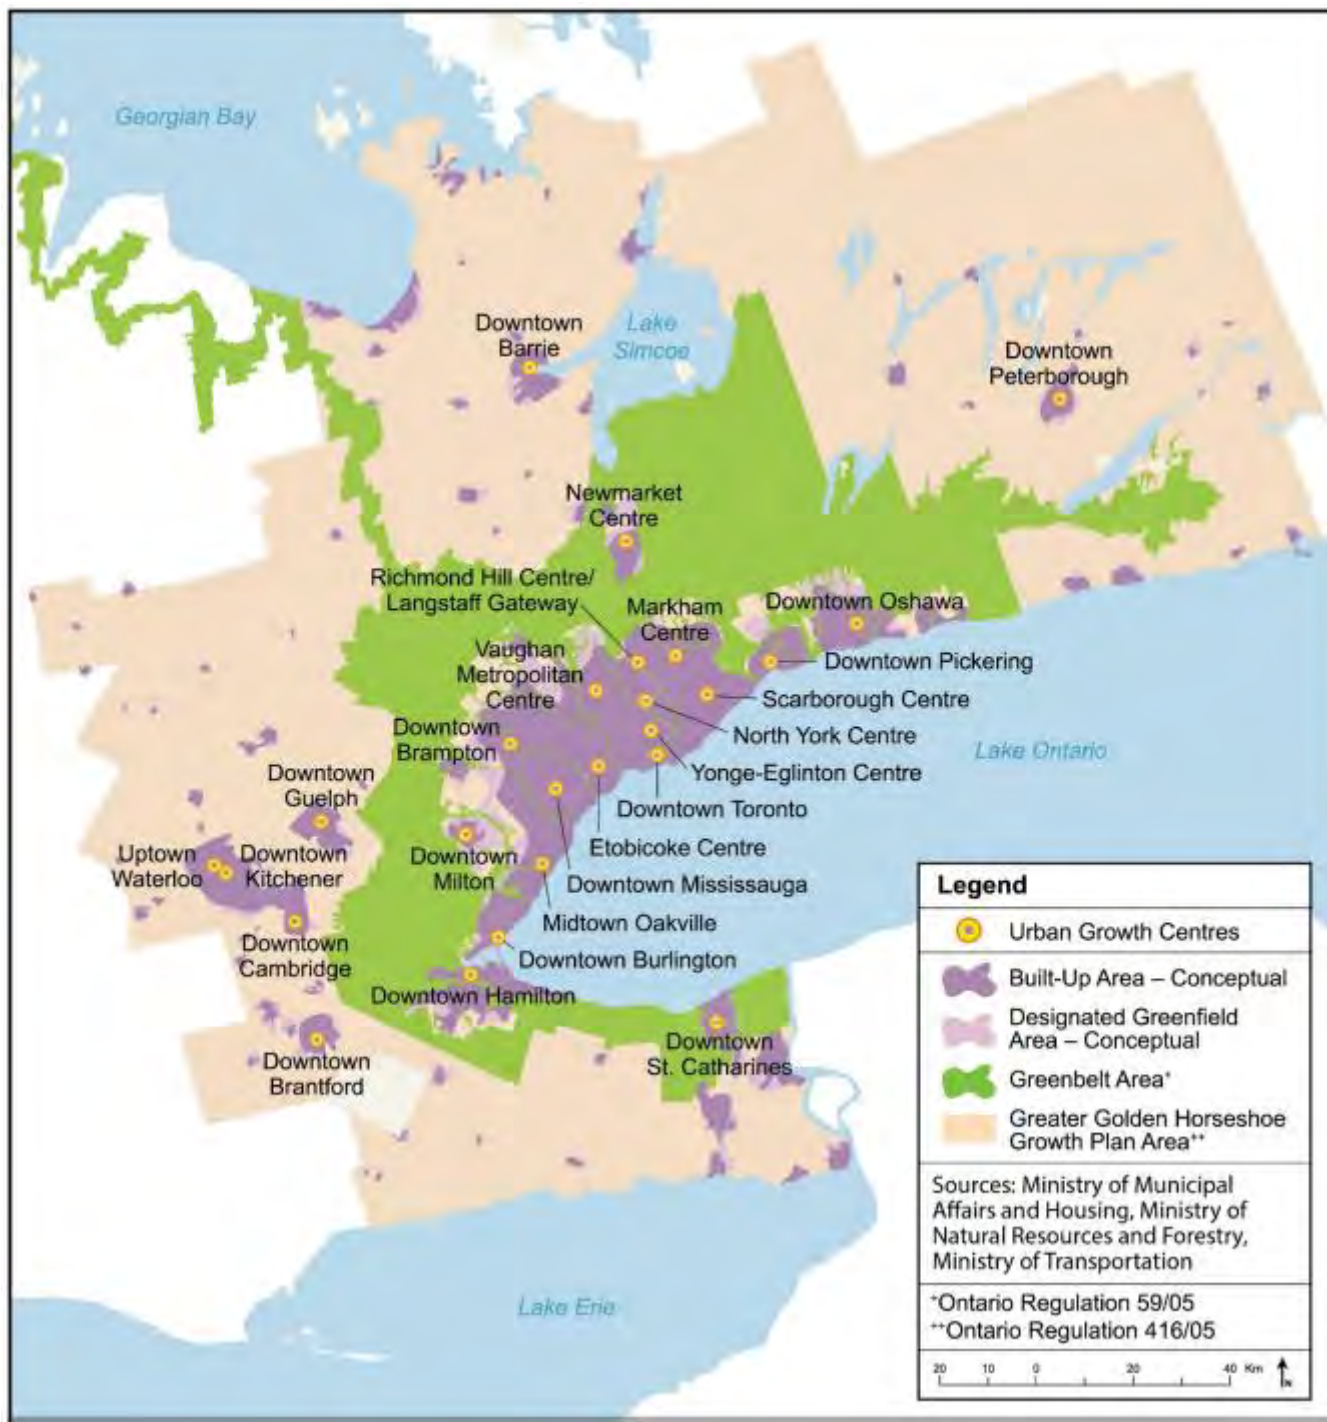 Georgian Bay
Downtown
Barrie
Lake
Simcoe
Downtown
Peterborough
Newmarket
Centre
Richmond Hill Centre/
Langstaff Gateway
Markham
Centre
Downtown Oshawa
Vaughan
Metropolitan
Centre
Downtown Pickering
Scarborough Centre
Downtown
Brampton
North York Centre
Lake Ontario
Yonge-Eglinton Centre
Downtown
Guelph
Downtown Toronto
Etobicoke Centre
Uptown
Waterloo
Downtown
Kitchener
Downtown
Milton
Downtown Mississauga
Midtown Oakville
Downtown
Cambridge
Downtown Burlington
Downtown Hamilton
Downtown
St. Catharines
Downtown
Brantford
Lake Erie
Legend
Urban Growth Centres
Built-Up Area – Conceptual
Designated Greenfield
Area – Conceptual
Greenbelt Area+
Greater Golden Horseshoe
Growth Plan Area++
Sources: Ministry of Municipal
Affairs and Housing, Ministry of
Natural Resources and Forestry,
Ministry of Transportation
+Ontario Regulation 59/05
++Ontario Regulation 416/05
20 10 0 20 40 Km
N